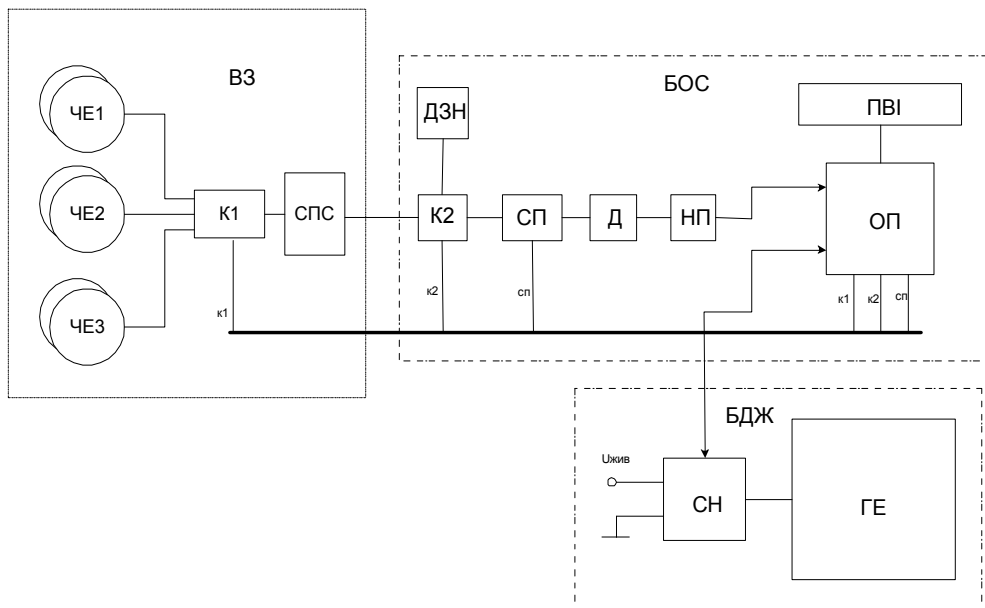 ВЗ
ЧЕ1
ЧЕ2
ЧЕ3
К1
СПС
к1
БОС
ДЗН
ПВІ
К2
СП
Д
НП
ОП
к2
сп
к1
к2
сп
БДЖ
Uжив
СН
ГЕ